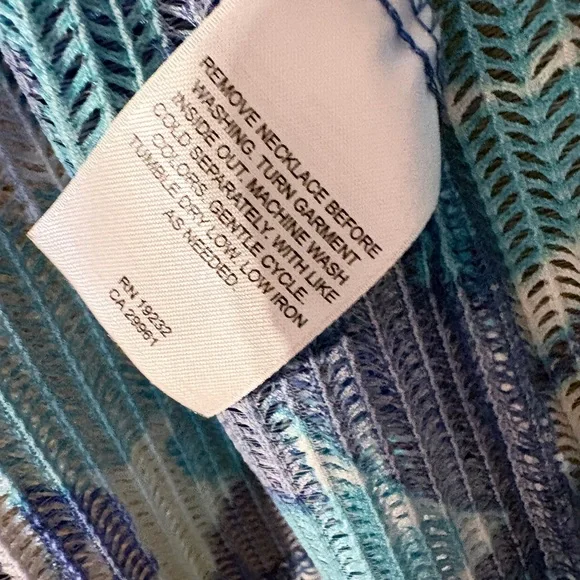 REMOVE NECKLACE BEFORE
WASHING. TURN GARMENT
INSIDE OUT. MACHINE WASH
COLD SEPARATELY WITH LIKE
COLORS. GENTLE CYCLE.
TUMBLE DRY LOW/ LOW IRON
AS NEEDED.
RN 19232
CA 29961